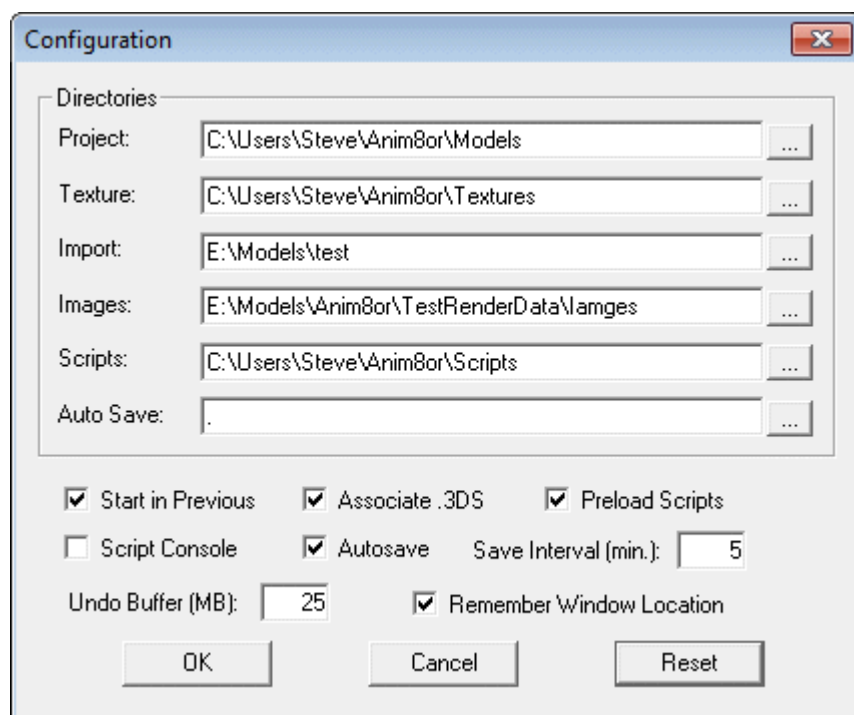 Configuration
Directories
Project: C:\Users\Steve\Anim8or\Models ...
Texture: C:\Users\Steve\Anim8or\Textures ...
Import: E:\Models\test ...
Images: E:\Models\Anim8or\TestRenderData\Iamges ...
Scripts: C:\Users\Steve\Anim8or\Scripts ...
Auto Save: . ...
Start in Previous Associate .3DS Preload Scripts
Script Console Autosave Save Interval (min.): 5
Undo Buffer (MB): 25 Remember Window Location
OK Cancel Reset